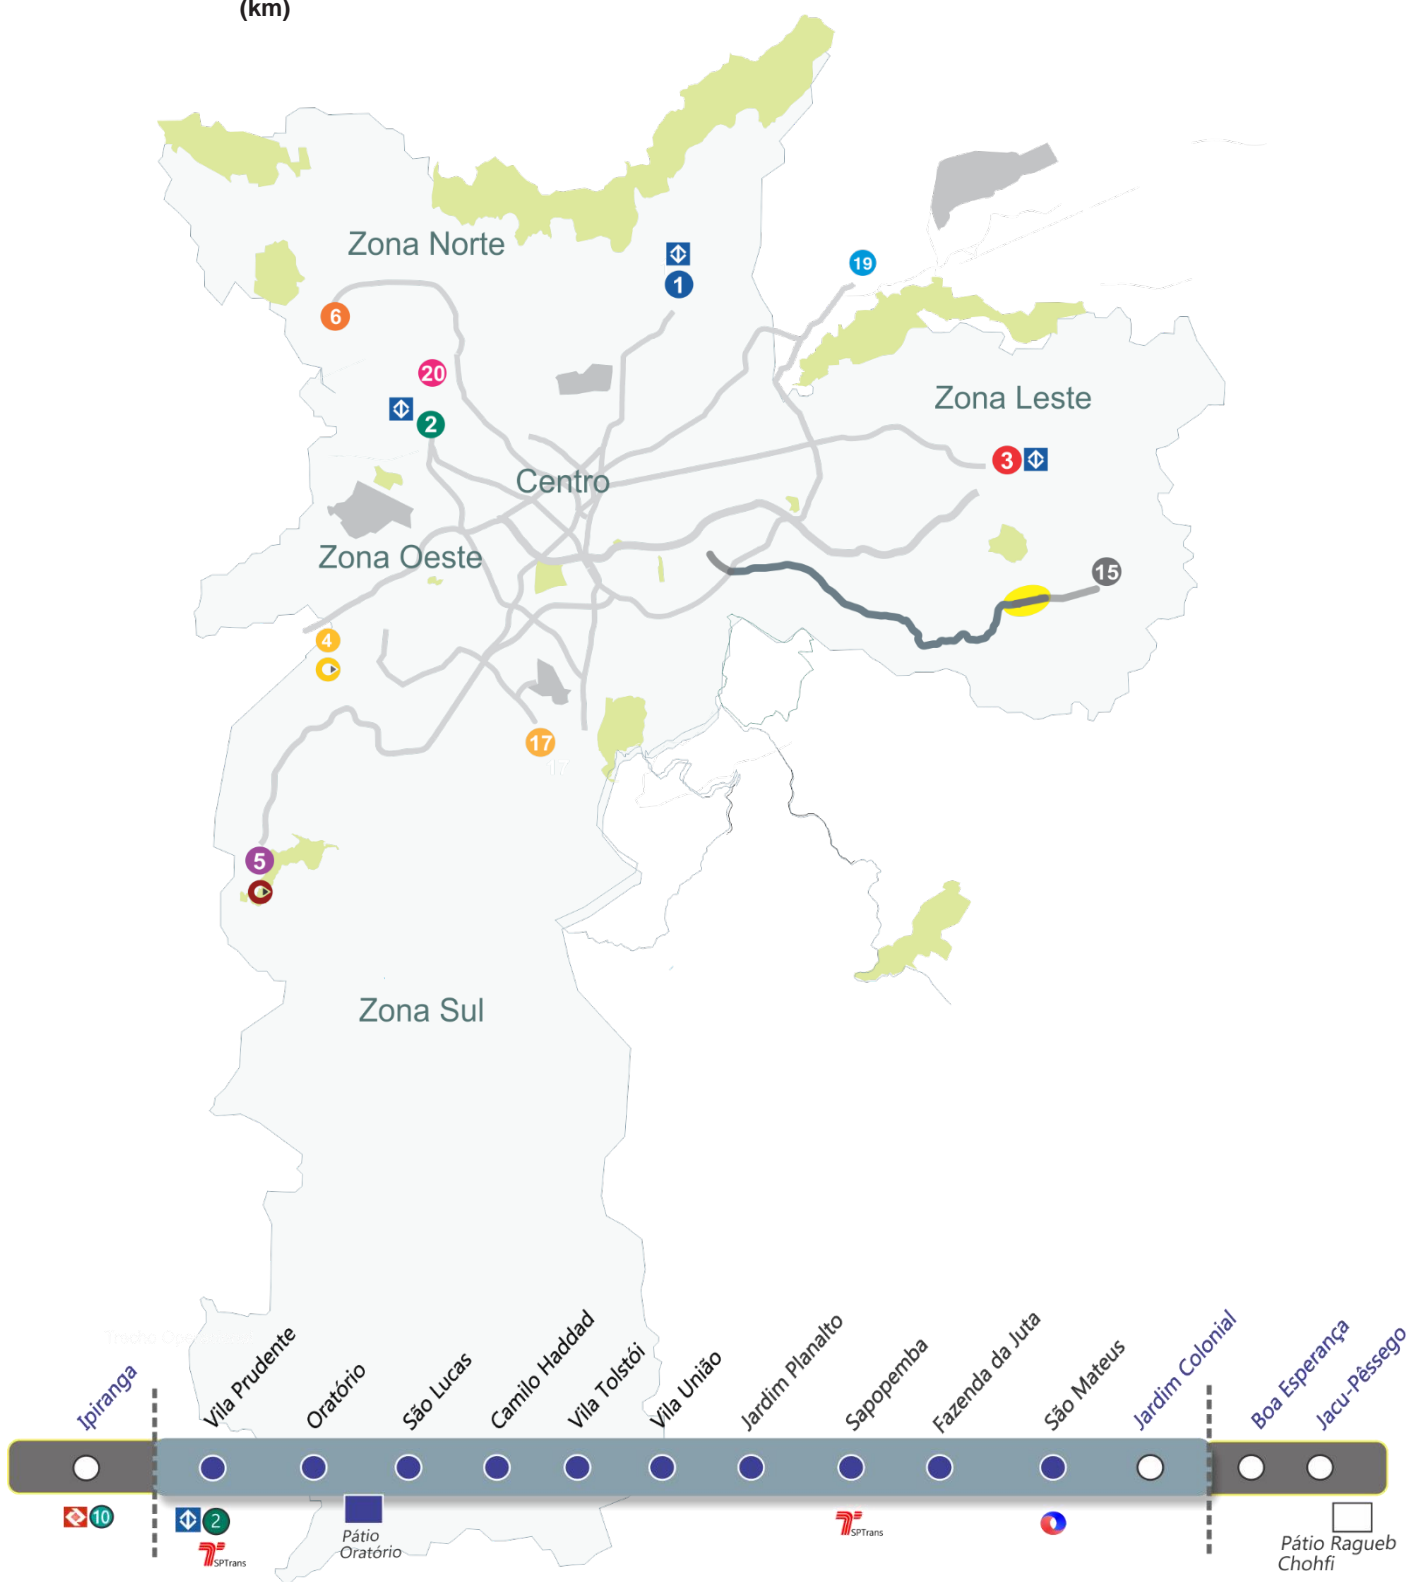 (km)
Zona Norte
1
19
6
20
2
Zona Leste
3
Centro
Zona Oeste
15
4
17
17
5
Zona Sul
Ipiranga
Vila Prudente
Oratório
São Lucas
Camilo Haddad
Vila Tolstói
Vila União
Jardim Planalto
Sapopemba
Fazenda da Juta
São Mateus
Jardim Colonial
Boa Esperança
Jacu-Pêssego
10
2
SPTrans
Pátio
Oratório
SPTrans
Pátio Ragueb
Chohfi